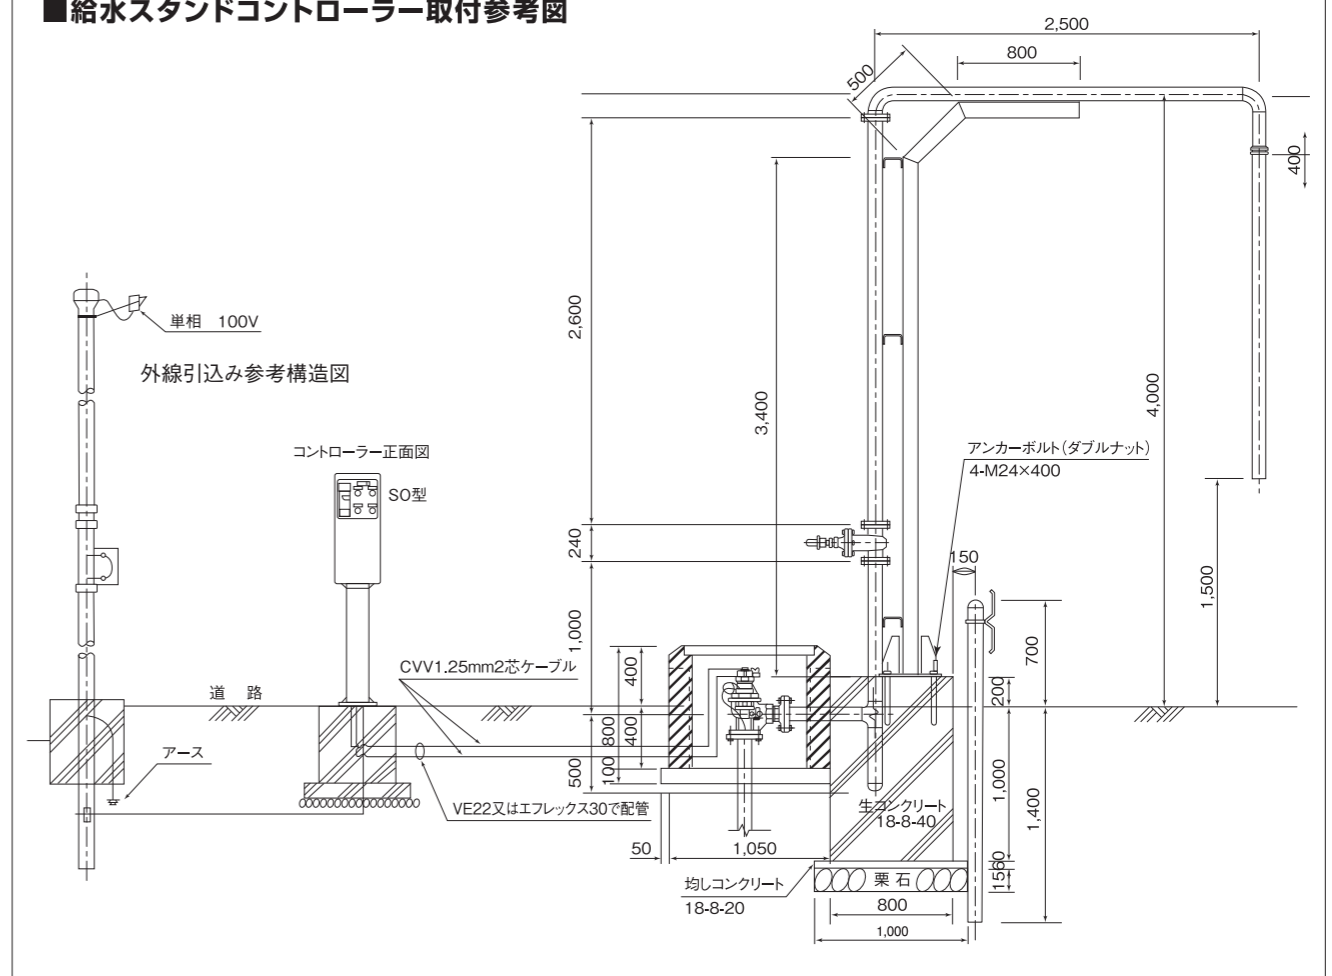 ■給水スタンドコントローラー取付参考図
2,500
800
500
400
単相 100V
外線引込み参考構造図
2,600
3,400
4,000
コントローラー正面図
SO型
アンカーボルト(ダブルナット)
4-M24×400
240
150
1,500
1,000
700
CVV1.25mm2芯ケーブル
400
200
道 路
800
400
アース
500
100
1,000
1,400
VE22又はエフレックス30で配管
生コンクリート
18-8-40
50
1,050
60
15
均しコンクリート
18-8-20
栗 石
800
1,000